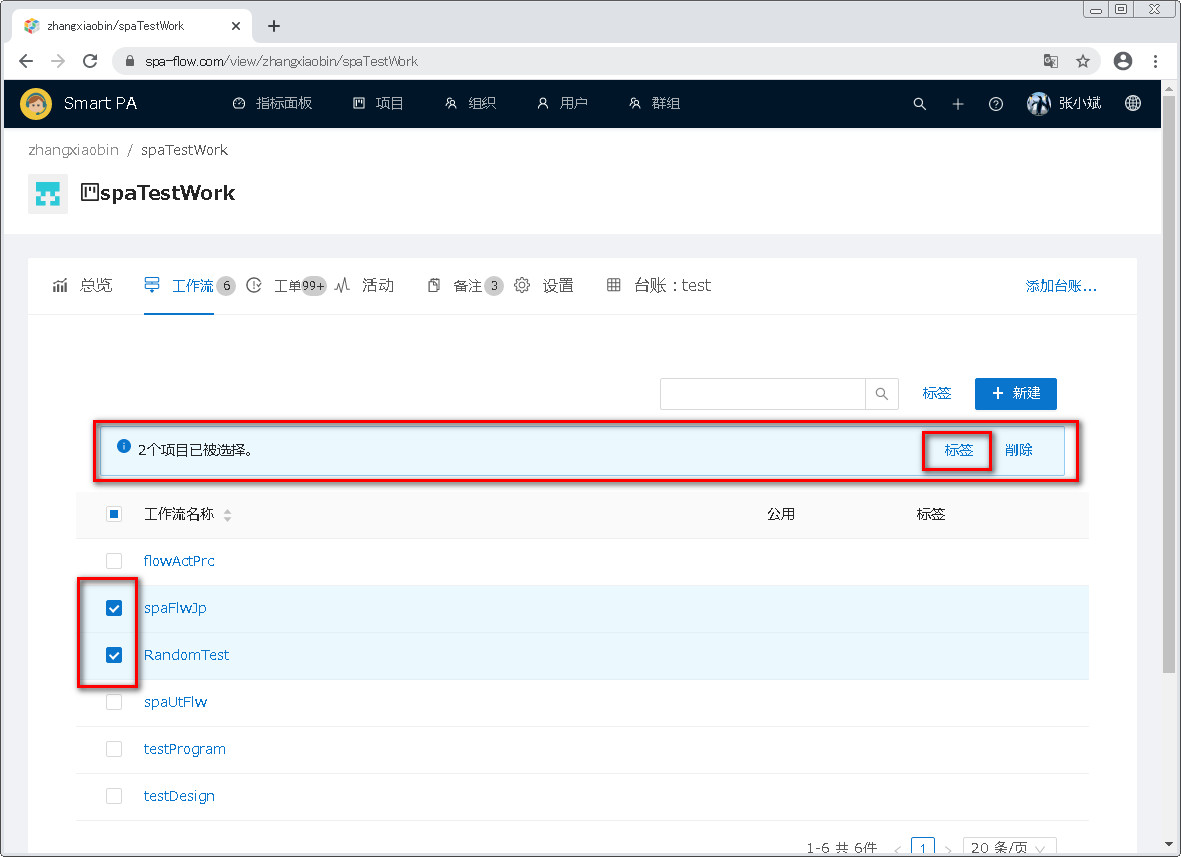 zhangxiaobin/spaTestWork
spa-flow.com/view/zhangxiaobin/spaTestWork
Smart PA 指标面板 项目 组织 用户 群组 张小斌
zhangxiaobin / spaTestWork
spaTestWork
总览 工作流 6 工单 99+ 活动 备注 3 设置 台账：test 添加台账...
标签 + 新建
2个项目已被选择。 标签 削除
工作流名称 公用 标签
flowActPrc
spaFlwJp
RandomTest
spaUtFlw
testProgram
testDesign
1-6 共 6件 < 1 > 20 条/页